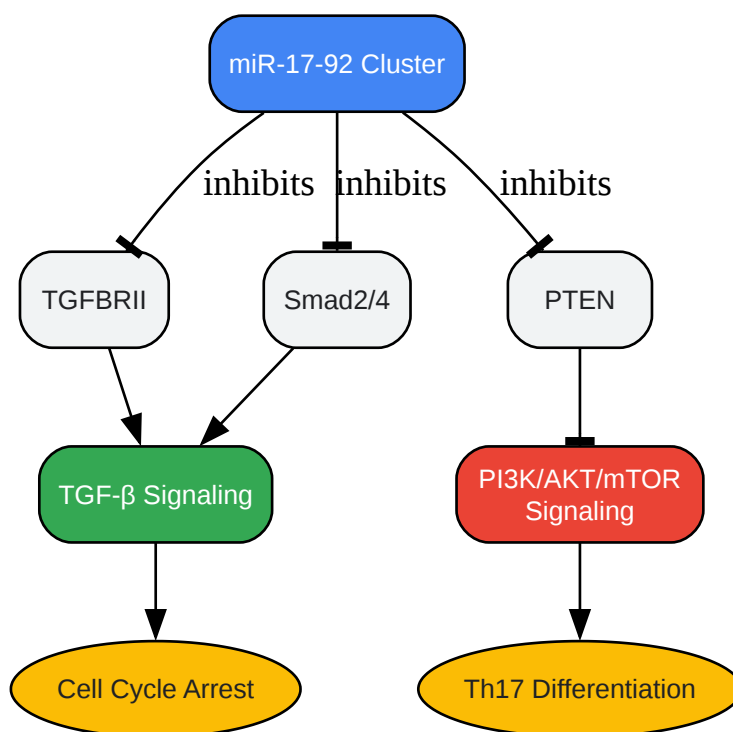 miR-17-92 Cluster
inhibits inhibits inhibits
TGFBRII Smad2/4 PTEN
TGF-β Signaling
PI3K/AKT/mTOR
Signaling
Cell Cycle Arrest Th17 Differentiation